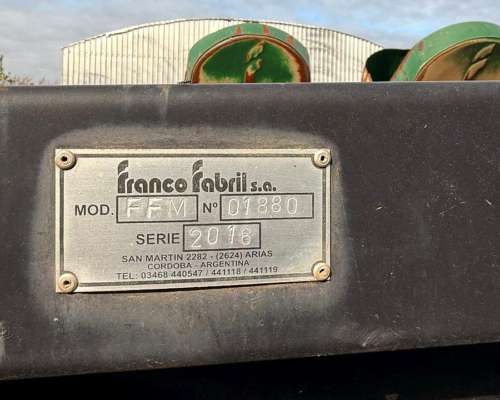 franco fabril s.a.
MOD. FFM Nº 01880
SERIE 2018
SAN MARTIN 2282 - (2624) ARIAS
CORDOBA - ARGENTINA
TEL: 03468 440547 / 441118 / 441119